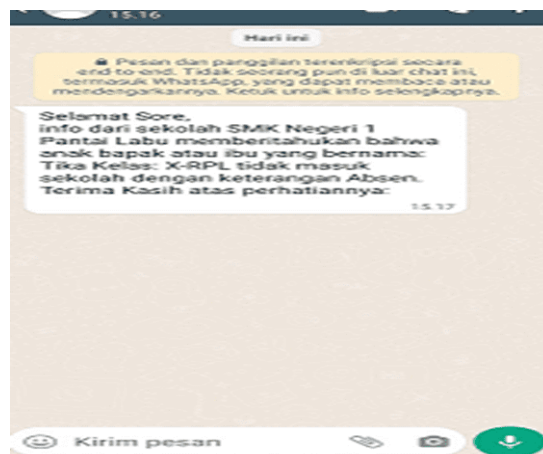 15.16
Hari ini
Pesan dan panggilan terenkripsi secara
end-to-end. Tidak seorang pun di luar chat ini,
termasuk WhatsApp, yang dapat membaca atau
mendengarkannya. Ketuk untuk info selengkapnya.
Selamat Sore,
info dari sekolah SMK Negeri 1
Pantai Labu memberitahukan bahwa
anak bapak atau ibu yang bernama:
Tika Kelas: X-RPL tidak masuk
sekolah dengan keterangan Absen.
Terima Kasih atas perhatiannya:
15.17
Kirim pesan